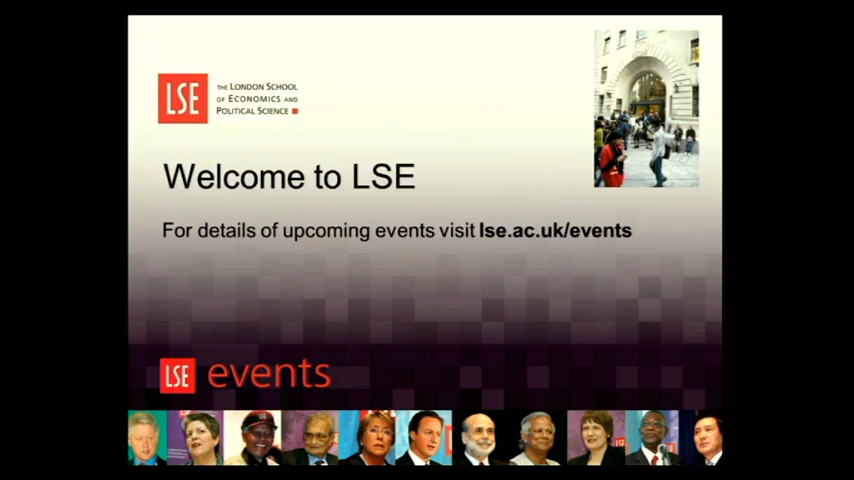 LSE
THE LONDON SCHOOL
OF ECONOMICS AND
POLITICAL SCIENCE
Welcome to LSE
For details of upcoming events visit lse.ac.uk/events
LSE events